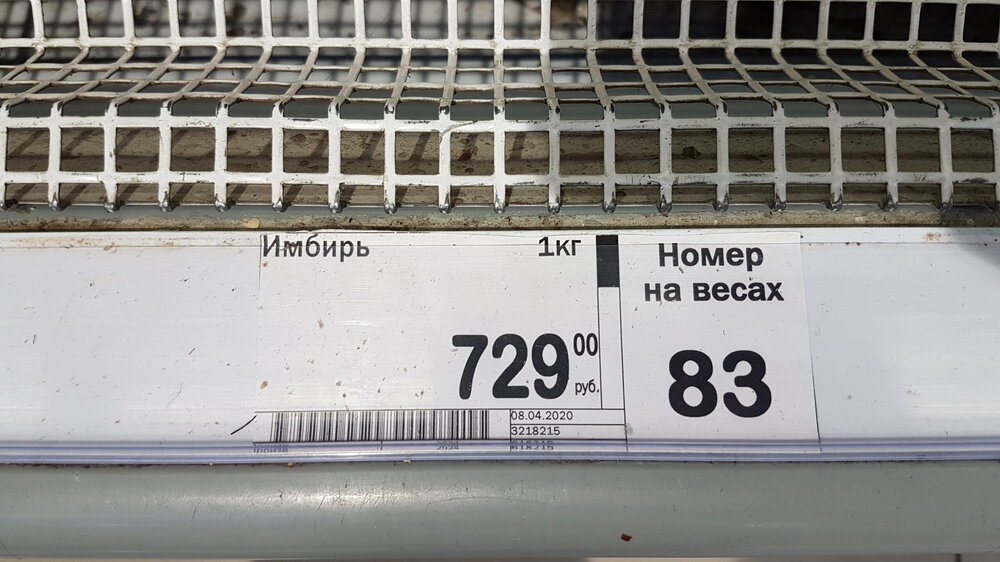 Имбирь 1кг
729 00
руб.
08.04.2020
3218215
Номер
на весах
83